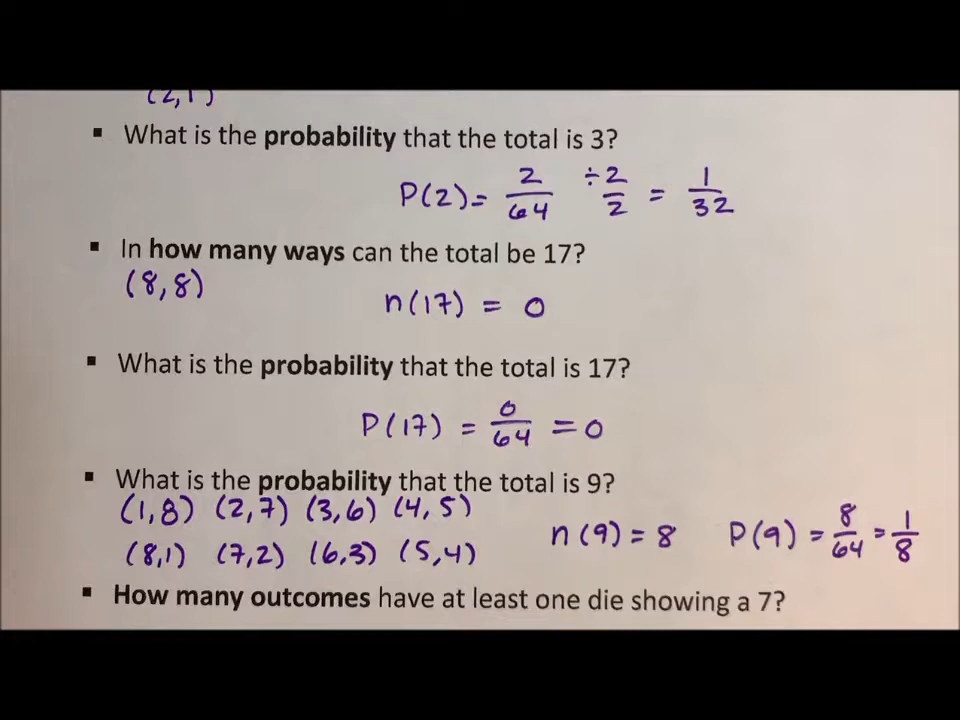 (2,1)
▪ What is the probability that the total is 3?
P(2) = 2/64 ÷ 2/2 = 1/32
▪ In how many ways can the total be 17?
(8,8)
n(17) = 0
▪ What is the probability that the total is 17?
P(17) = 0/64 = 0
▪ What is the probability that the total is 9?
(1,8) (2,7) (3,6) (4,5)
(8,1) (7,2) (6,3) (5,4) n(9) = 8 P(9) = 8/64 = 1/8
▪ How many outcomes have at least one die showing a 7?